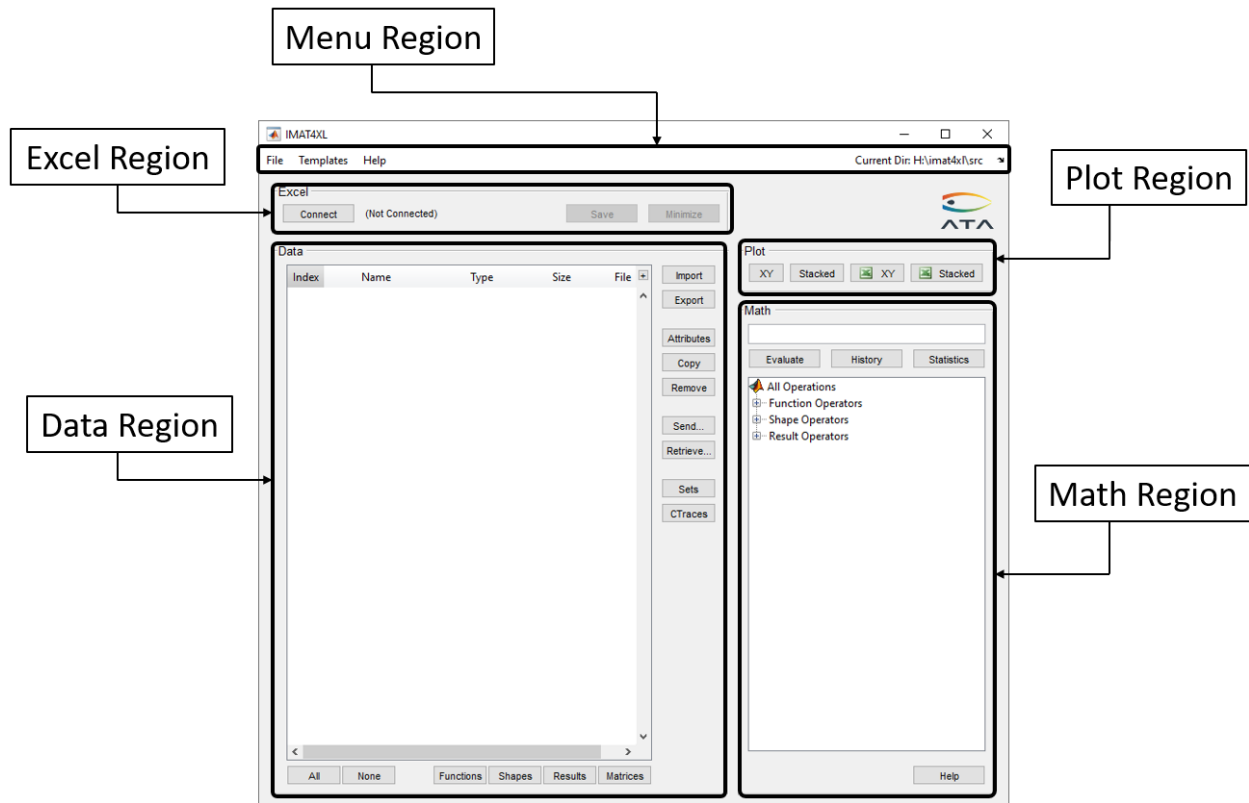 Menu Region
Excel Region
Plot Region
Data Region
Math Region
IMAT4XL
File Templates Help Current Dir: H:\imat4xl\src
Excel
Connect (Not Connected) Save Minimize
ATA
Data
Index Name Type Size File
Import
Export
Attributes
Copy
Remove
Send...
Retrieve...
Sets
CTraces
All None Functions Shapes Results Matrices
Plot
XY Stacked XY Stacked
Math
Evaluate History Statistics
All Operations
Function Operators
Shape Operators
Result Operators
Help